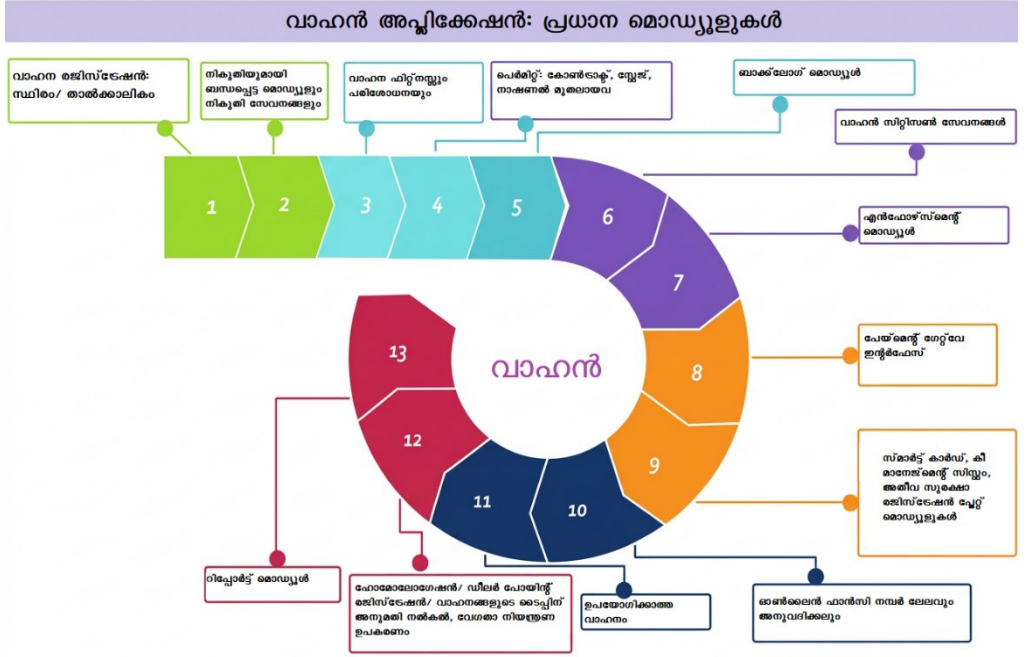 വാഹൻ അപ്ലിക്കേഷൻ: പ്രധാന മൊഡ്യൂളുകൾ
വാഹന രജിസ്ട്രേഷൻ:
സ്ഥിരം/ താൽക്കാലികം
നികുതിയുമായി
ബന്ധപ്പെട്ട മൊഡ്യൂളും
നികുതി സേവനങ്ങളും
വാഹന ഫിറ്റ്നസ്സും
പരിശോധനയും
പെർമിറ്റ്: കോൺട്രാക്ട്, സ്റ്റേജ്,
നാഷണൽ മുതലായവ
ബാക്ക്‌ലോഗ് മൊഡ്യൂൾ
വാഹൻ സിറ്റിസൺ സേവനങ്ങൾ
എൻഫോഴ്‌സ്‌മെന്റ്
മൊഡ്യൂൾ
പേയ്‌മെന്റ് ഗേറ്റ്‌വേ
ഇന്റർഫേസ്
സ്മാർട്ട് കാർഡ്, കീ
മാനേജ്‌മെന്റ് സിസ്റ്റം,
അതീവ സുരക്ഷാ
രജിസ്ട്രേഷൻ പ്ലേറ്റ്
മൊഡ്യൂളുകൾ
1
2
3
4
5
6
7
8
9
10
11
12
13
വാഹൻ
റിപ്പോർട്ട് മൊഡ്യൂൾ
ഹോമോലോഗേഷൻ/ ഡീലർ പോയിന്റ്
രജിസ്ട്രേഷൻ/ വാഹനങ്ങളുടെ ടൈപ്പിന്
അനുമതി നൽകൽ, വേഗതാ നിയന്ത്രണ
ഉപകരണം
ഉപയോഗിക്കാത്ത
വാഹനം
ഓൺലൈൻ ഫാൻസി നമ്പർ ലേലവും
അനുവദിക്കലും